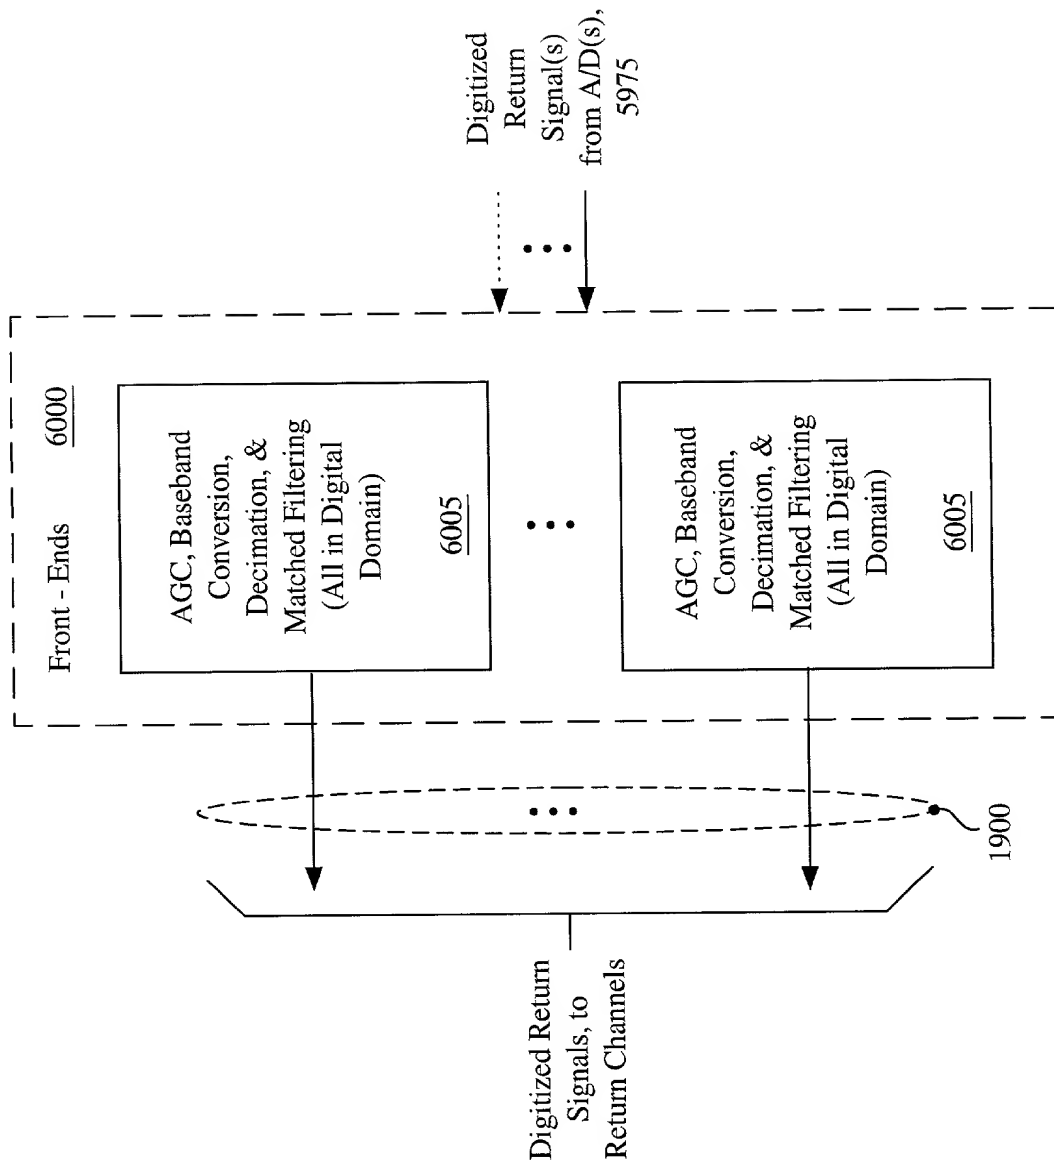 Front - Ends
6000
AGC, Baseband
Conversion,
Decimation, &
Matched Filtering
(All in Digital
Domain)
6005
AGC, Baseband
Conversion,
Decimation, &
Matched Filtering
(All in Digital
Domain)
6005
Digitized
Return
Signal(s)
from A/D(s),
5975
1900
Digitized Return
Signals, to
Return Channels